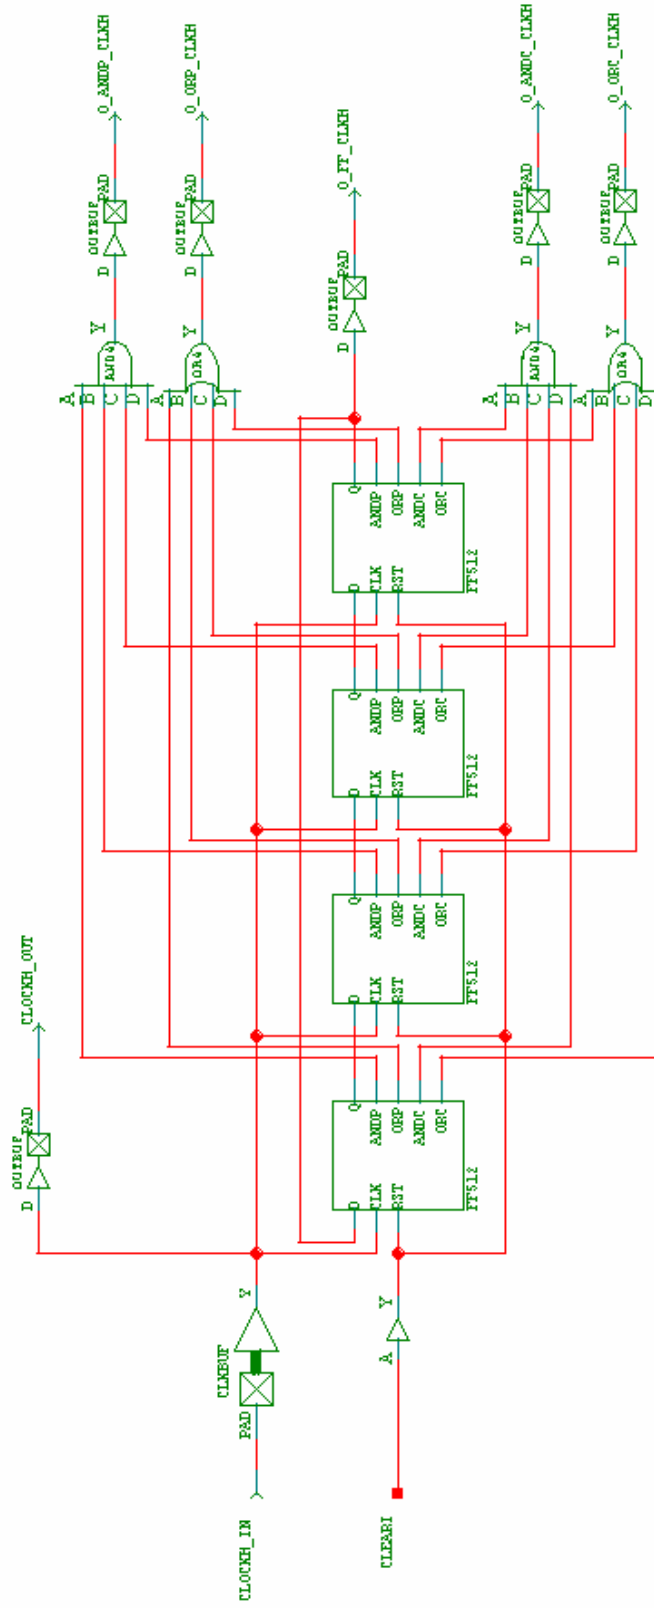 O_ANDP_CLKH
O_ORP_CLKH
O_FF_CLKH
O_ANDC_CLKH
O_ORC_CLKH
OUTBUF
PAD
D
OUTBUF
PAD
D
OUTBUF
PAD
D
OUTBUF
PAD
D
OUTBUF
PAD
D
Y
AND4
A
B
C
D
Y
OR4
A
B
C
D
Y
AND4
A
B
C
D
Y
OR4
A
B
C
D
Q
ANDP
ORP
ANDC
ORC
D
CLK
RST
FF512
Q
ANDP
ORP
ANDC
ORC
D
CLK
RST
FF512
Q
ANDP
ORP
ANDC
ORC
D
CLK
RST
FF512
Q
ANDP
ORP
ANDC
ORC
D
CLK
RST
FF512
CLOCKH_OUT
OUTBUF
PAD
D
Y
CLKBUF
PAD
CLOCKH_IN
Y
A
CLEAR1